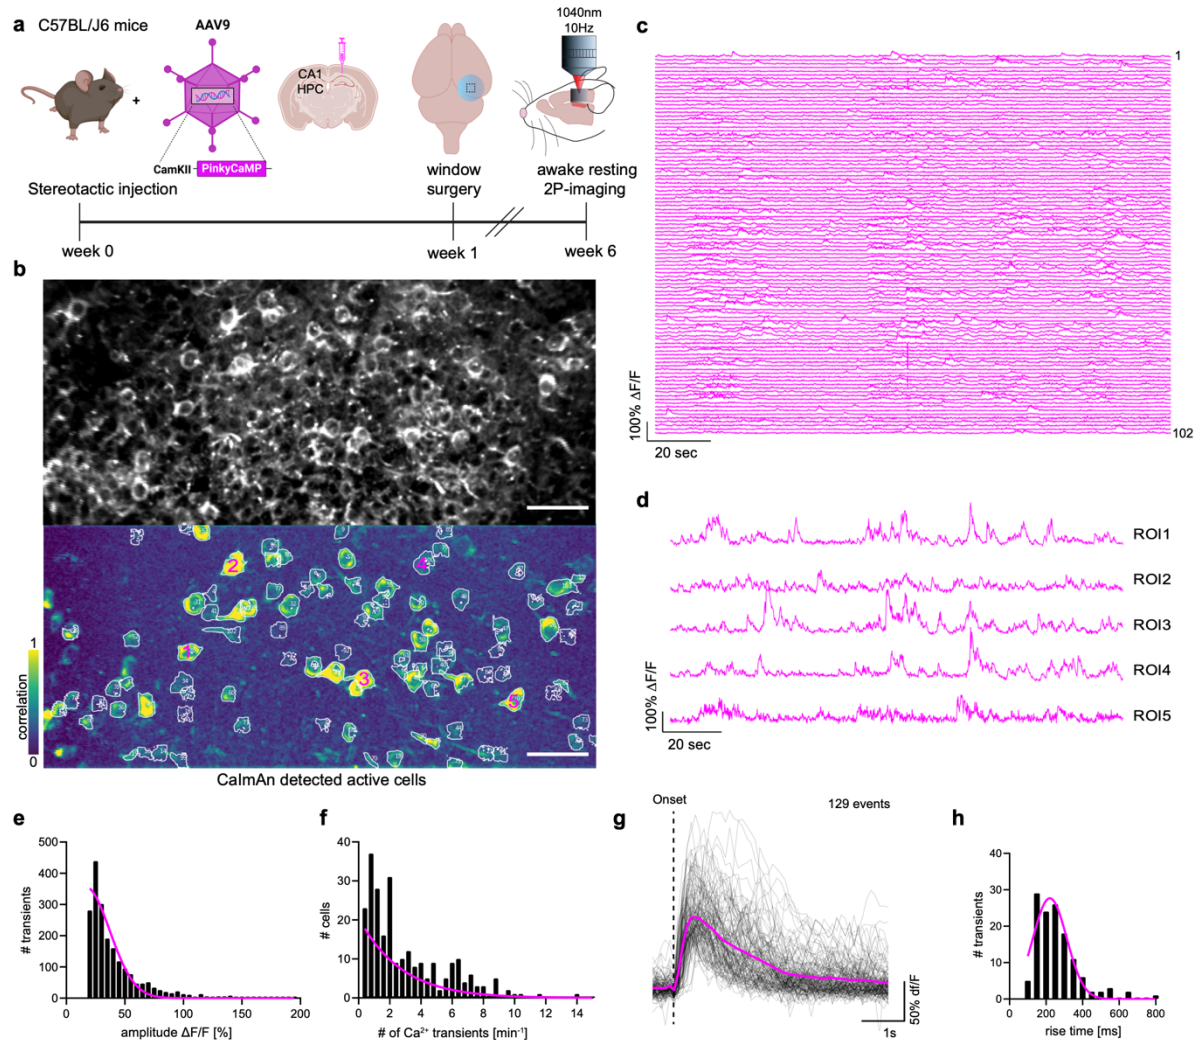 a
C57BL/J6 mice
AAV9
CA1
HPC
1040nm
10Hz
+
CamKII
PinkyCaMP
Stereotactic injection
window
surgery
awake resting
2P-imaging
week 0
week 1
week 6
b
2
4
1
3
5
1
correlation
0
CaImAn detected active cells
c
1
102
100% ΔF/F
20 sec
d
ROI1
ROI2
ROI3
ROI4
ROI5
100% ΔF/F
20 sec
e
500
400
300
200
100
0
# transients
0 50 100 150 200
amplitude ΔF/F [%]
f
40
30
20
10
0
# cells
0 2 4 6 8 10 12 14
# of Ca²⁺ transients [min⁻¹]
g
Onset
129 events
50% df/F
1s
h
40
30
20
10
0
# transients
0 200 400 600 800
rise time [ms]